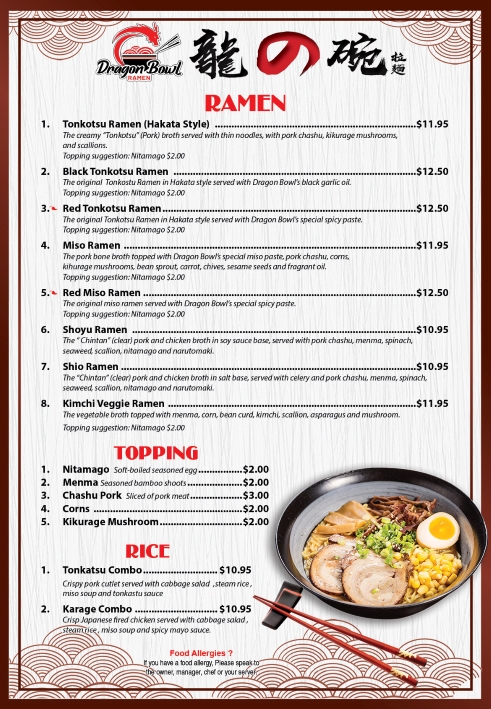 Dragon Bowl
RAMEN
龍の碗 拉麺
RAMEN
1. Tonkotsu Ramen (Hakata Style) $11.95
The creamy "Tonkotsu" (Pork) broth served with thin noodles, with pork chashu, kikurage mushrooms,
and scallions.
Topping suggestion: Nitamago $2.00
2. Black Tonkotsu Ramen $12.50
The original Tonkostu Ramen in Hakata style served with Dragon Bowl's black garlic oil.
Topping suggestion: Nitamago $2.00
3. Red Tonkotsu Ramen $12.50
The original Tonkotsu Ramen in Hakata style served with Dragon Bowl's special spicy paste.
Topping suggestion: Nitamago $2.00
4. Miso Ramen $11.95
The pork bone broth topped with Dragon Bowl's special miso paste, pork chashu, corns,
kihurage mushrooms, bean sprout, carrot, chives, sesame seeds and fragrant oil.
Topping suggestion: Nitamago $2.00
5. Red Miso Ramen $12.50
The original miso ramen served with Dragon Bowl's special spicy paste.
Topping suggestion: Nitamago $2.00
6. Shoyu Ramen $10.95
The " Chintan" (clear) pork and chicken broth in soy sauce base, served with pork chashu, menma, spinach,
seaweed, scallion, nitamago and narutomaki.
7. Shio Ramen $10.95
The "Chintan" (clear) pork and chicken broth in salt base, served with celery and pork chashu, menma, spinach,
seaweed, scallion, nitamago and narutomaki.
8. Kimchi Veggie Ramen $11.95
The vegetable broth topped with menma, corn, bean curd, kimchi, scallion, asparagus and mushroom.
Topping suggestion: Nitamago $2.00
TOPPING
1. Nitamago Soft-boiled seasoned egg $2.00
2. Menma Seasoned bamboo shoots $2.00
3. Chashu Pork Sliced of pork meat $3.00
4. Corns $2.00
5. Kikurage Mushroom $2.00
RICE
1. Tonkatsu Combo $10.95
Crispy pork cutlet served with cabbage salad ,steam rice ,
miso soup and tonkastu sauce
2. Karage Combo $10.95
Crisp Japanese fired chicken served with cabbage salad ,
steam rice , miso soup and spicy mayo sauce.
Food Allergies ?
If you have a food allergy, Please speak to
the owner, manager, chef or your server.